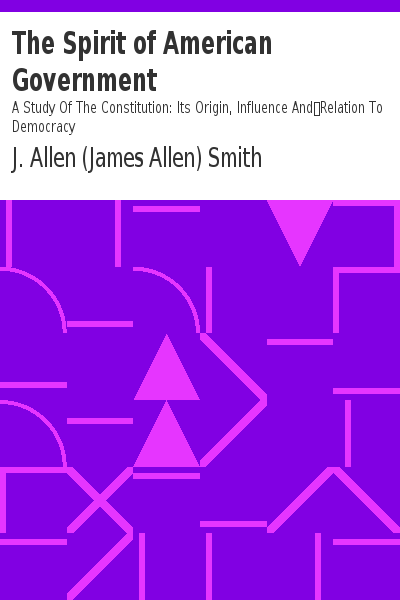 The Spirit of American
Government
A Study Of The Constitution: Its Origin, Influence And▯Relation To
Democracy
J. Allen (James Allen) Smith